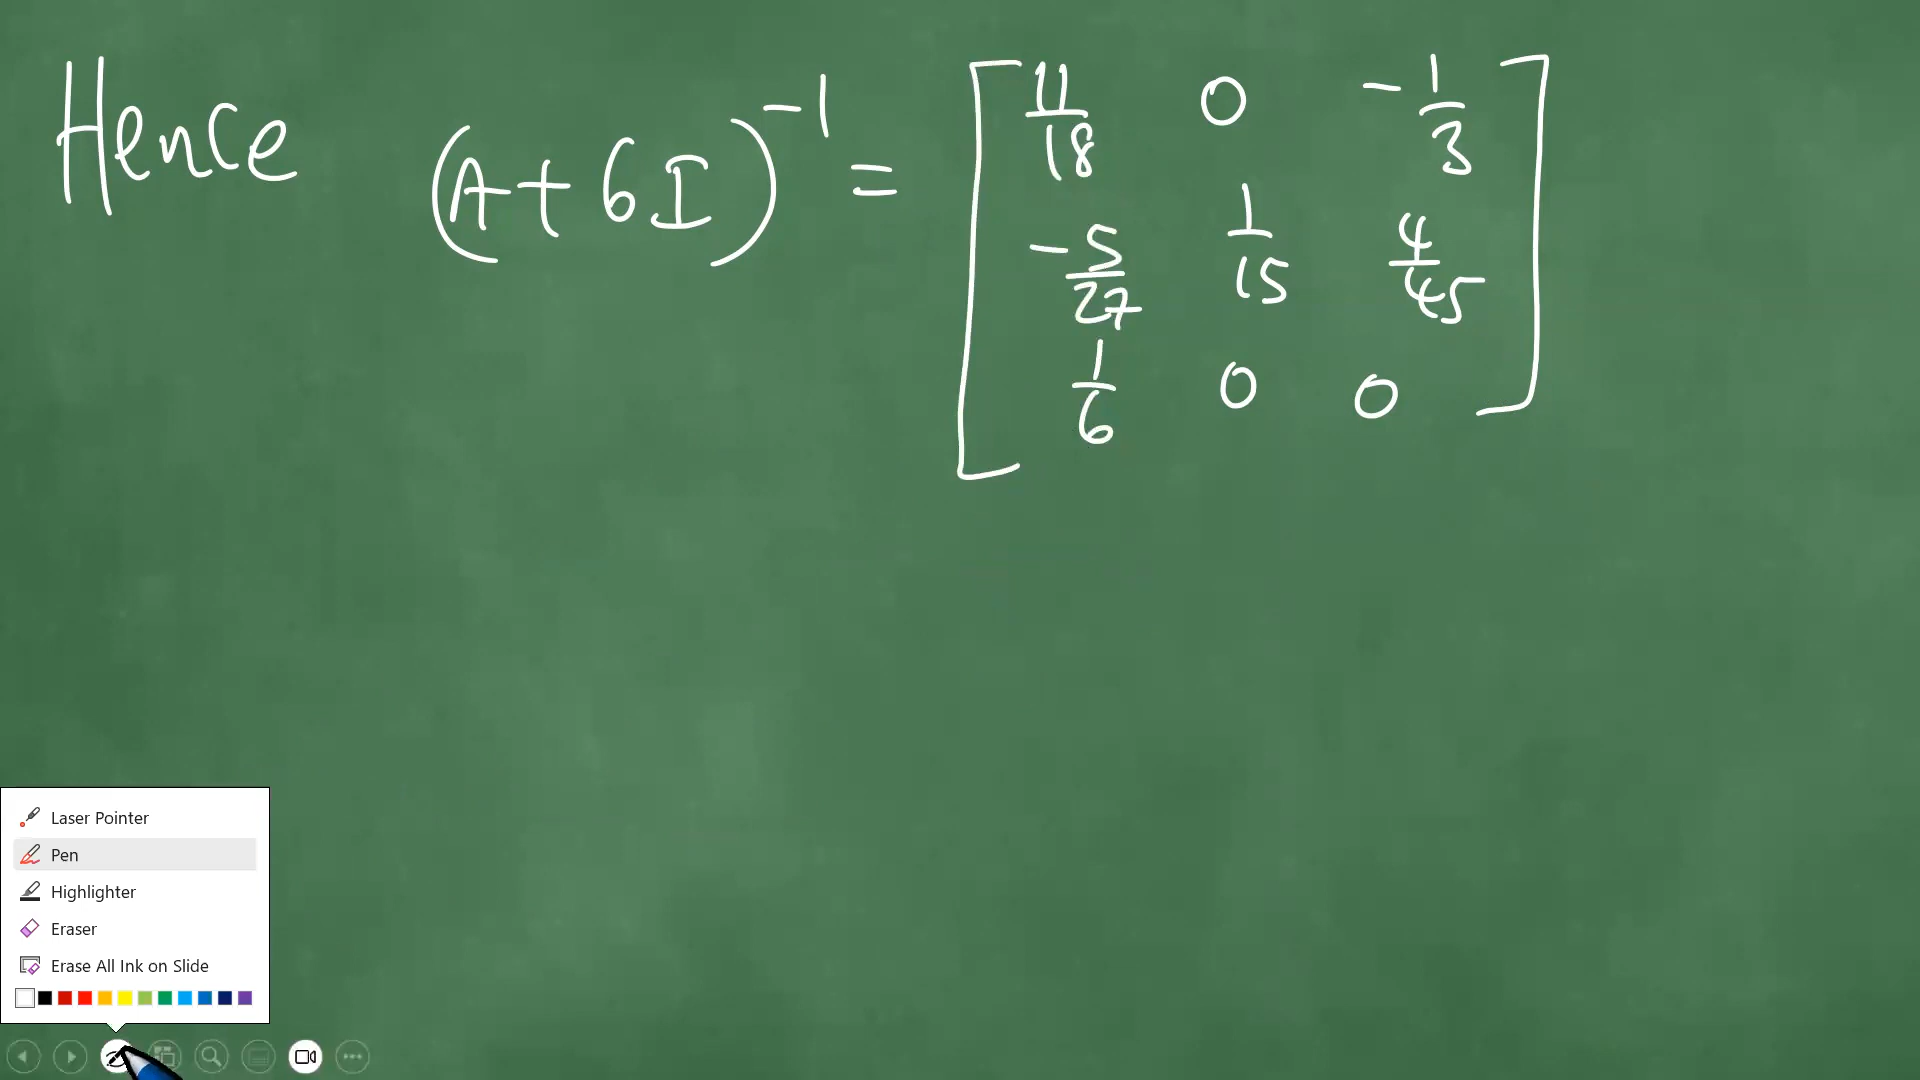 Hence (A+6I)⁻¹ = [ 11/18 0 -1/3
-5/27 1/15 4/45
1/6 0 0 ]
Laser Pointer
Pen
Highlighter
Eraser
Erase All Ink on Slide